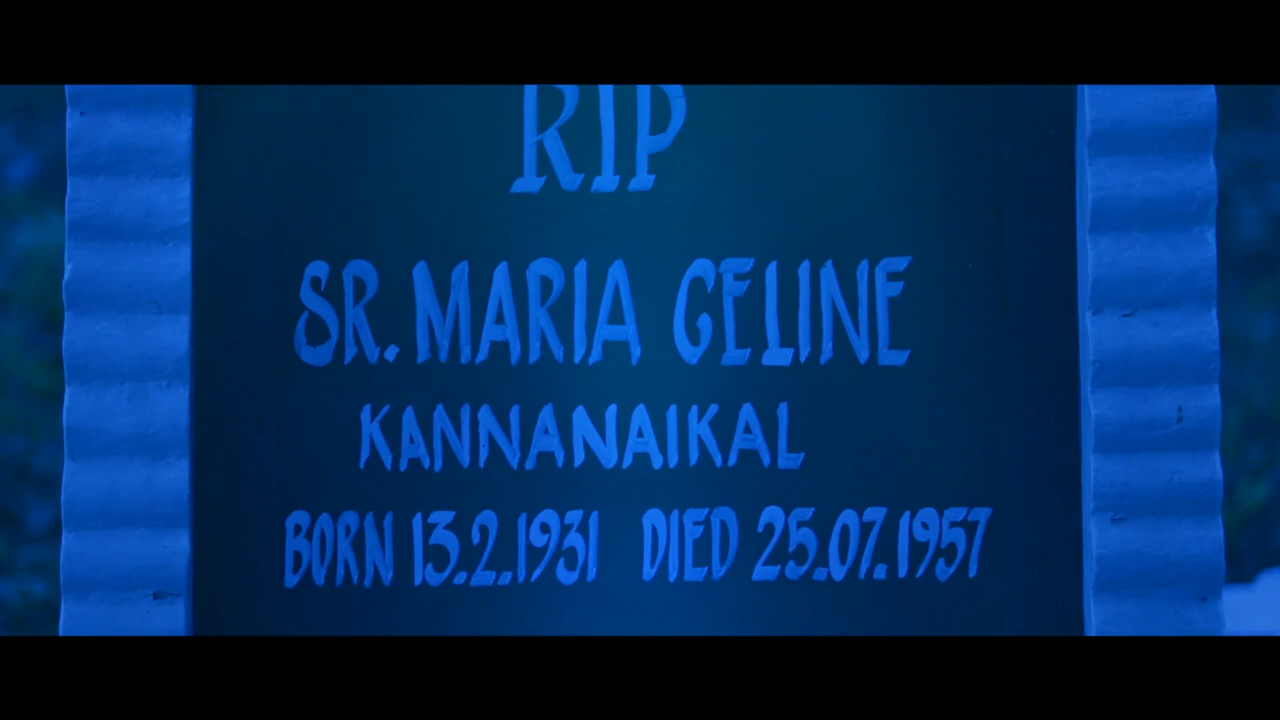 RIP
SR. MARIA CELINE
KANNANAIKAL
BORN 13.2.1931 DIED 25.07.1957